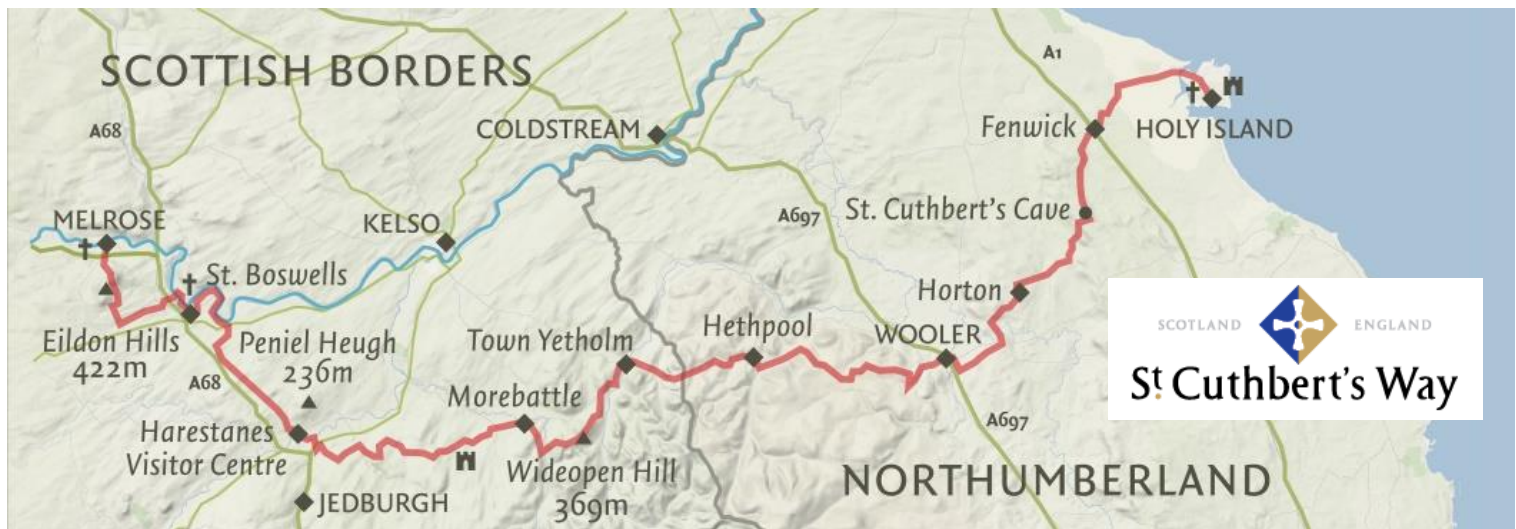 SCOTTISH BORDERS
A1
A68
COLDSTREAM
Fenwick
HOLY ISLAND
MELROSE
KELSO
A697
St. Cuthbert's Cave
St. Boswells
Horton
Eildon Hills
422m
Peniel Heugh
236m
A68
Town Yetholm
Hethpool
WOOLER
SCOTLAND
ENGLAND
St. Cuthbert's Way
Morebattle
A697
Harestanes
Visitor Centre
Wideopen Hill
369m
NORTHUMBERLAND
JEDBURGH